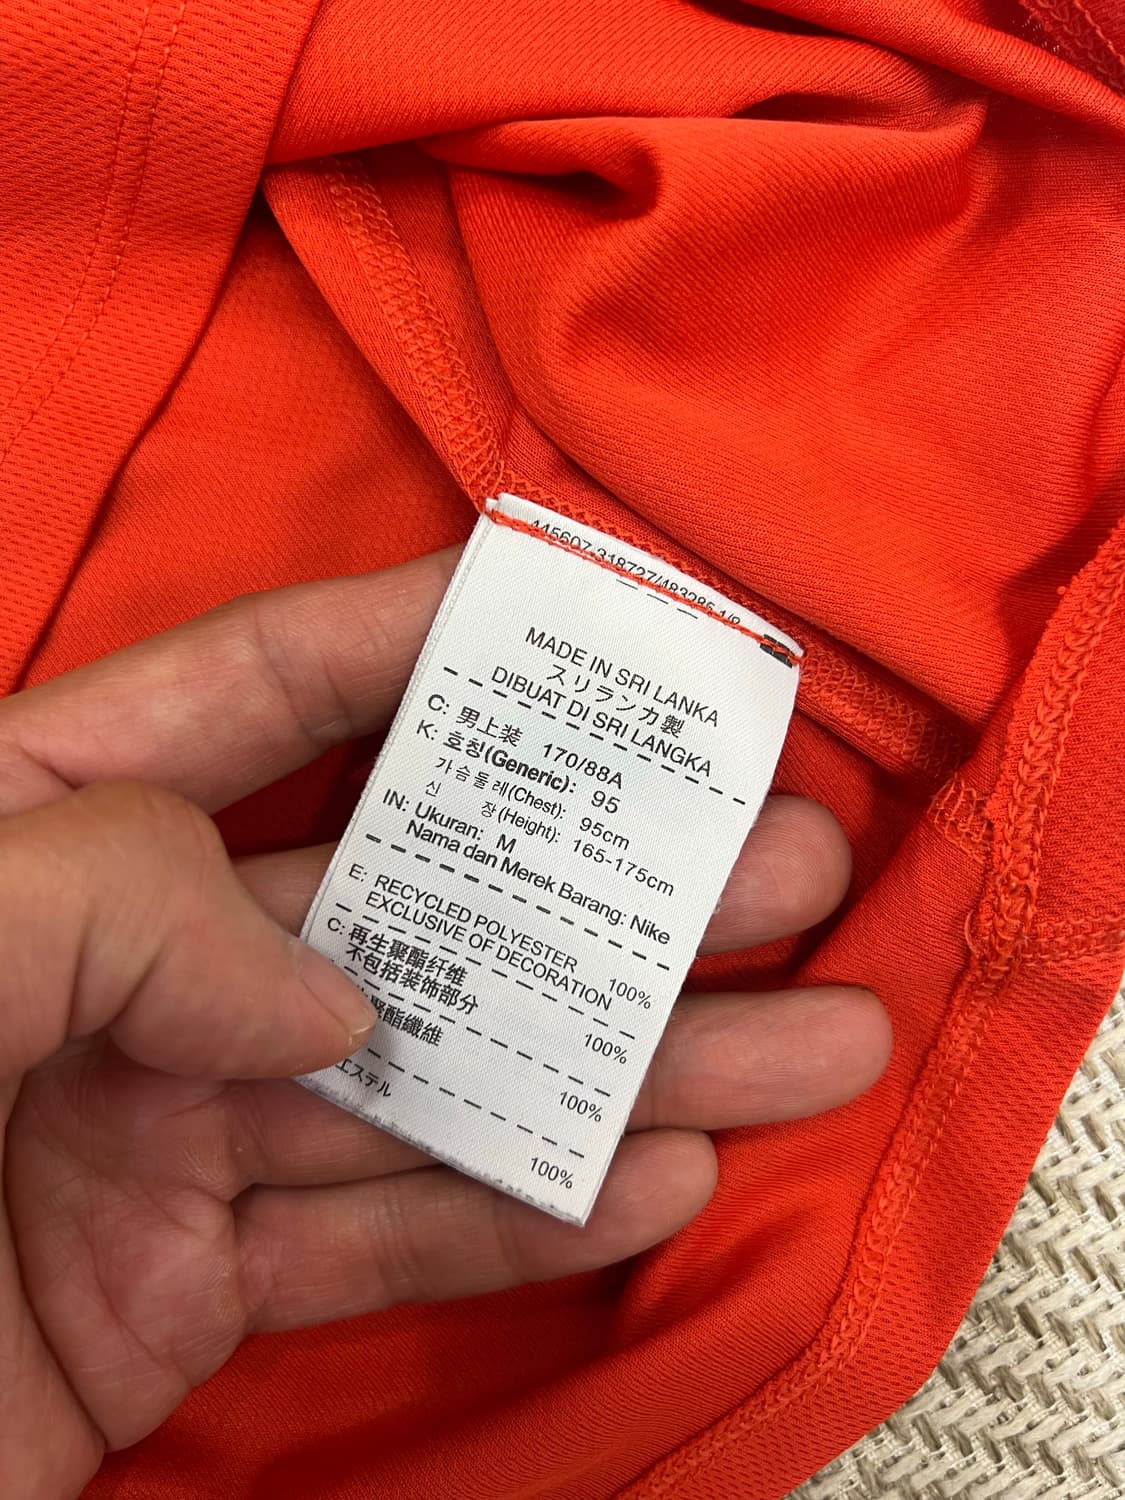 MADE IN SRI LANKA
スリランカ製
DIBUAT DI SRI LANGKA
C: 男上装 170/88A
K: 호칭(Generic): 95
가슴둘레(Chest): 95cm
신 장(Height): 165-175cm
IN: Ukuran: M
Nama dan Merek Barang: Nike
E: RECYCLED POLYESTER 100%
EXCLUSIVE OF DECORATION
C: 再生聚酯纤维 100%
不包括装饰部分
聚酯纖維 100%
エステル 100%